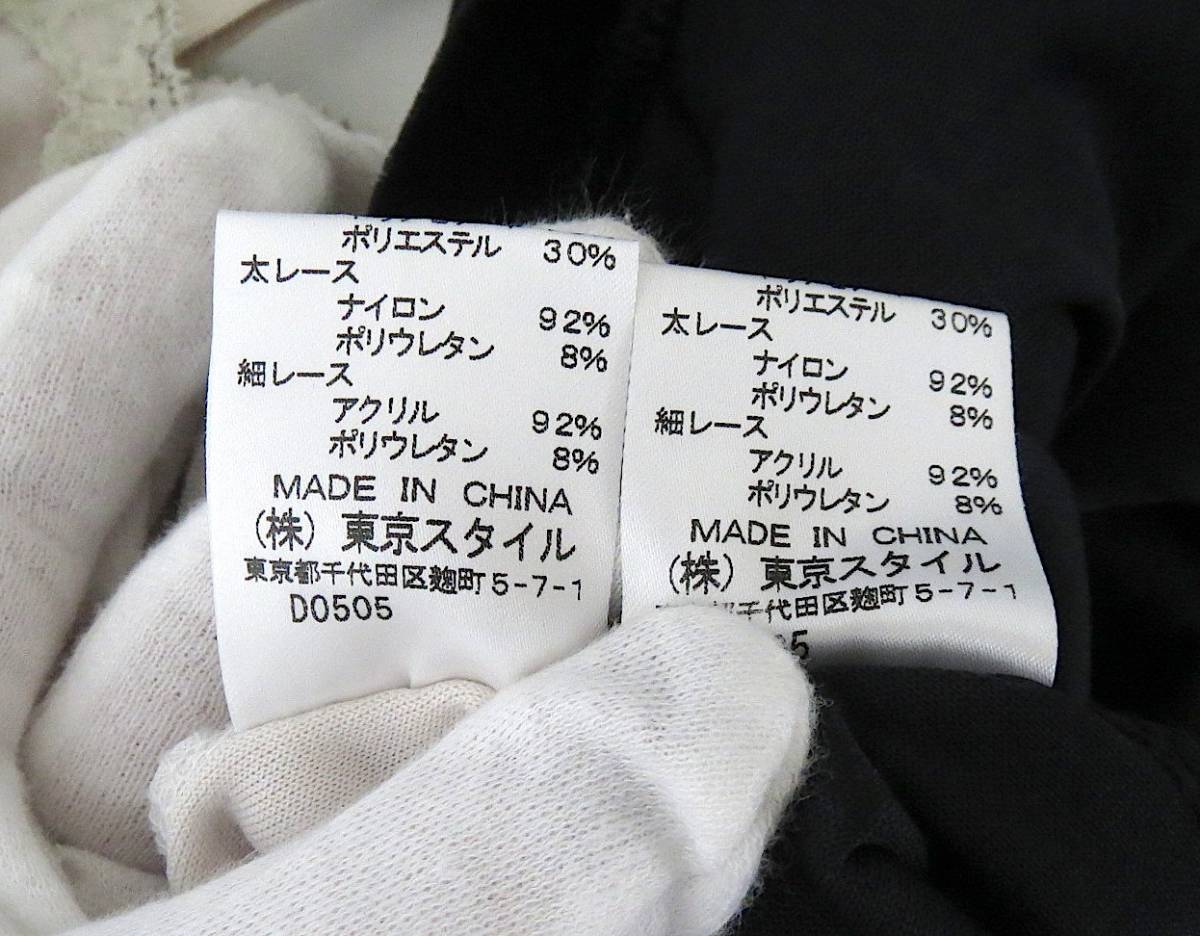 ポリエステル 30%
太レース
ナイロン 92%
ポリウレタン 8%
細レース
アクリル 92%
ポリウレタン 8%
MADE IN CHINA
(株) 東京スタイル
東京都千代田区麹町5-7-1
D0505
ポリエステル 30%
太レース
ナイロン 92%
ポリウレタン 8%
細レース
アクリル 92%
ポリウレタン 8%
MADE IN CHINA
(株) 東京スタイル
千代田区麹町5-7-1